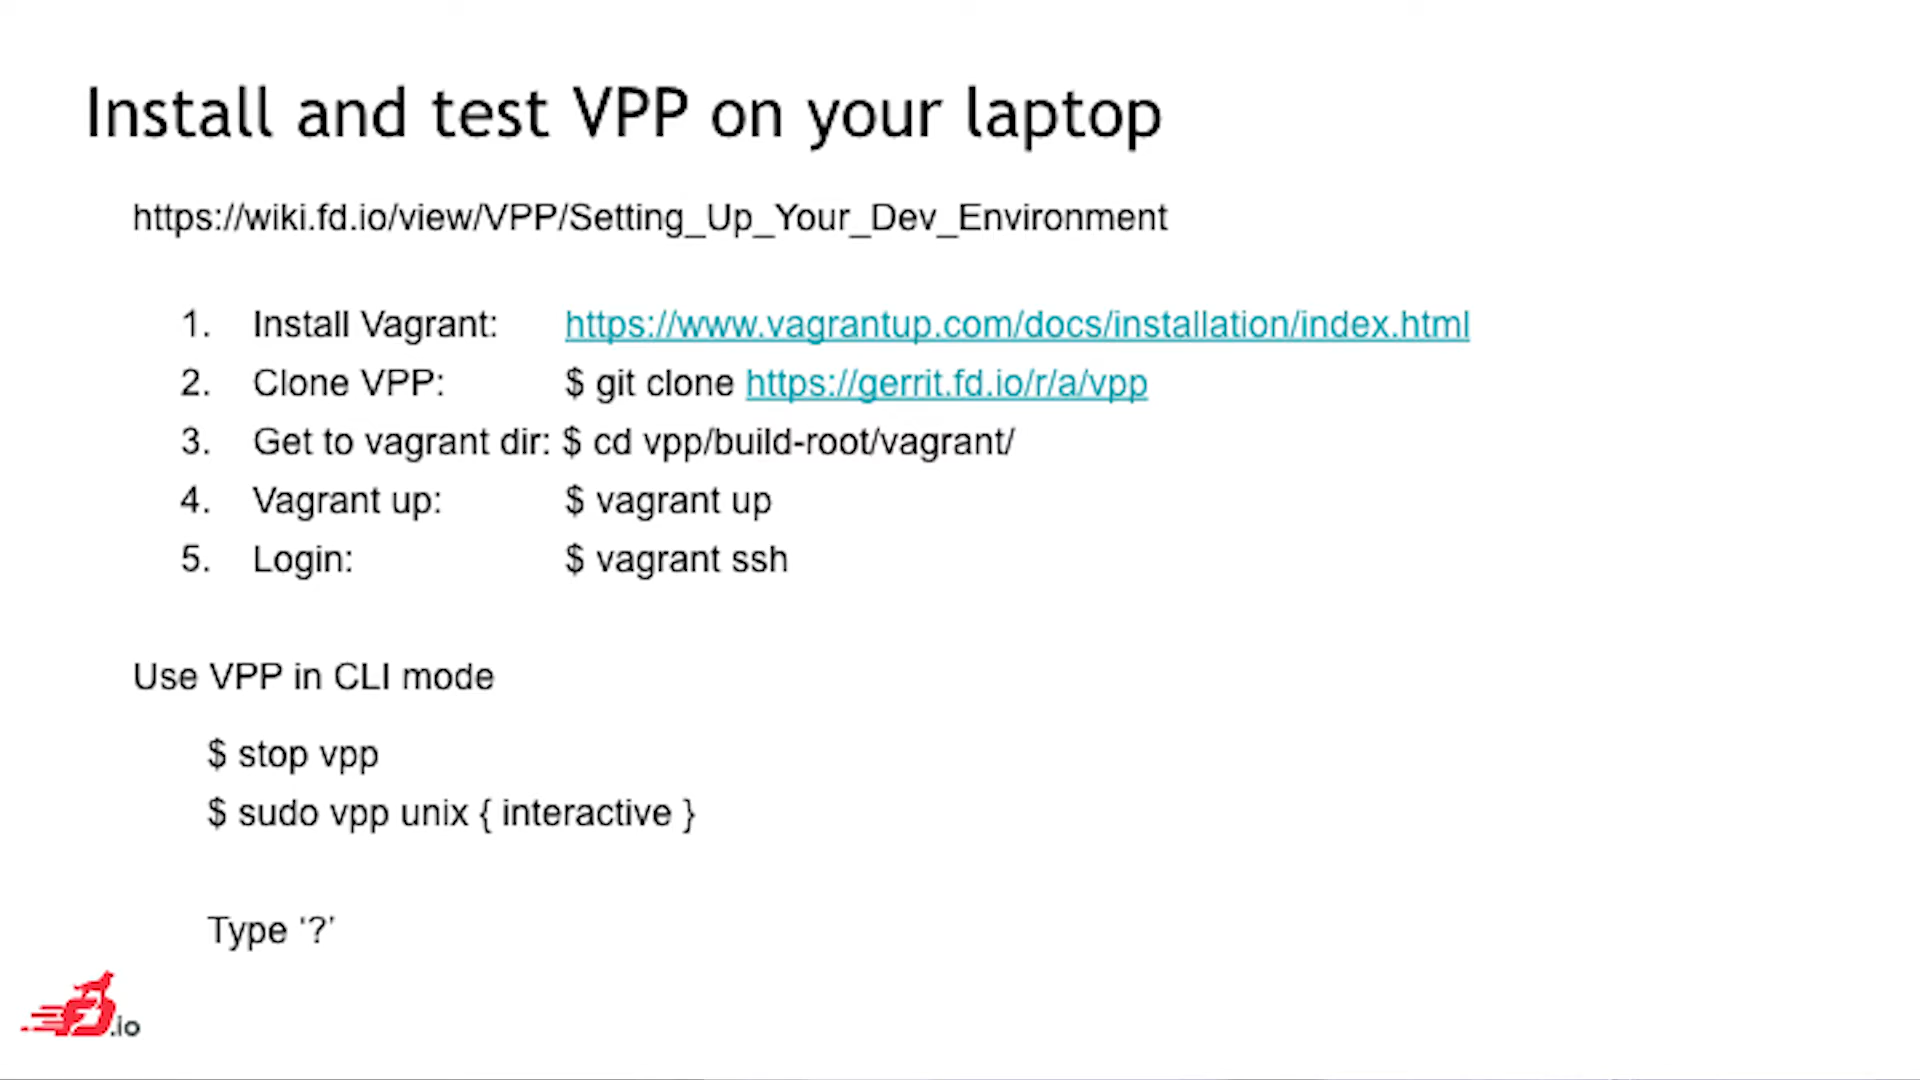 Install and test VPP on your laptop
https://wiki.fd.io/view/VPP/Setting_Up_Your_Dev_Environment
1. Install Vagrant: https://www.vagrantup.com/docs/installation/index.html
2. Clone VPP: $ git clone https://gerrit.fd.io/r/a/vpp
3. Get to vagrant dir: $ cd vpp/build-root/vagrant/
4. Vagrant up: $ vagrant up
5. Login: $ vagrant ssh
Use VPP in CLI mode
$ stop vpp
$ sudo vpp unix { interactive }
Type ‘?’
FD.io